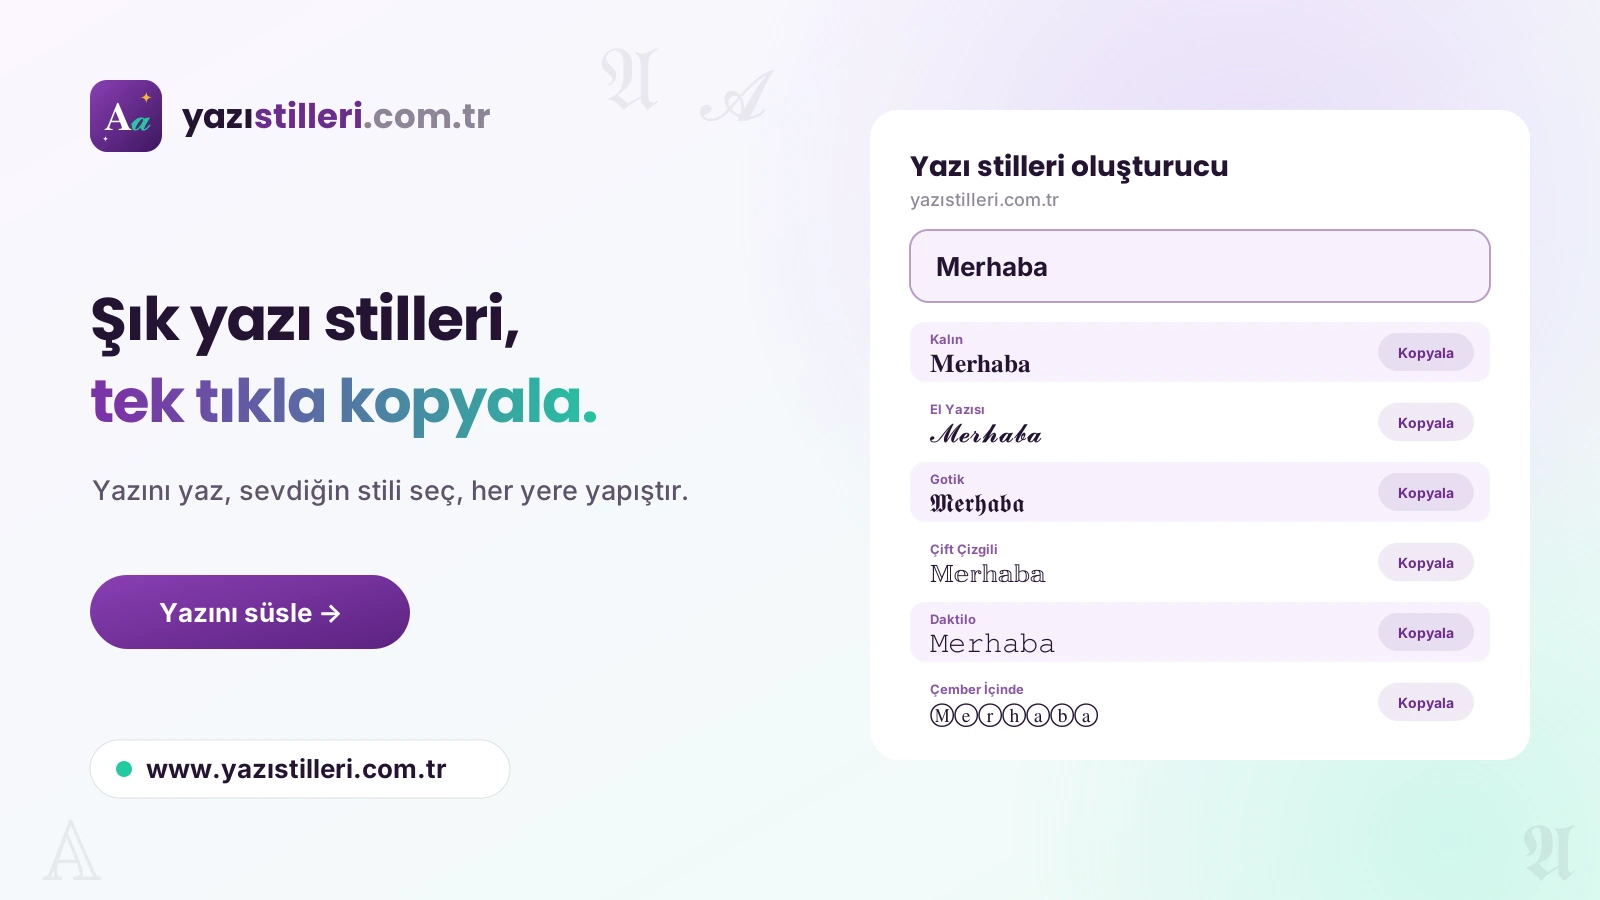 Aa
yazıstilleri.com.tr
𝔄
𝒜
Şık yazı stilleri,
tek tıkla kopyala.
Yazını yaz, sevdiğin stili seç, her yere yapıştır.
Yazını süsle →
www.yazıstilleri.com.tr
𝔸
Yazı stilleri oluşturucu
yazıstilleri.com.tr
Merhaba
Kalın
𝐌𝐞𝐫𝐡𝐚𝐛𝐚
Kopyala
El Yazısı
𝓜𝓮𝓻𝓱𝓪𝓫𝓪
Kopyala
Gotik
𝕸𝖊𝖗𝖍𝖆𝖇𝖆
Kopyala
Çift Çizgili
𝕄𝕖𝕣𝕙𝕒𝕓𝕒
Kopyala
Daktilo
𝙼𝚎𝚛𝚑𝚊𝚋𝚊
Kopyala
Çember İçinde
Ⓜⓔⓡⓗⓐⓑⓐ
Kopyala
𝔄